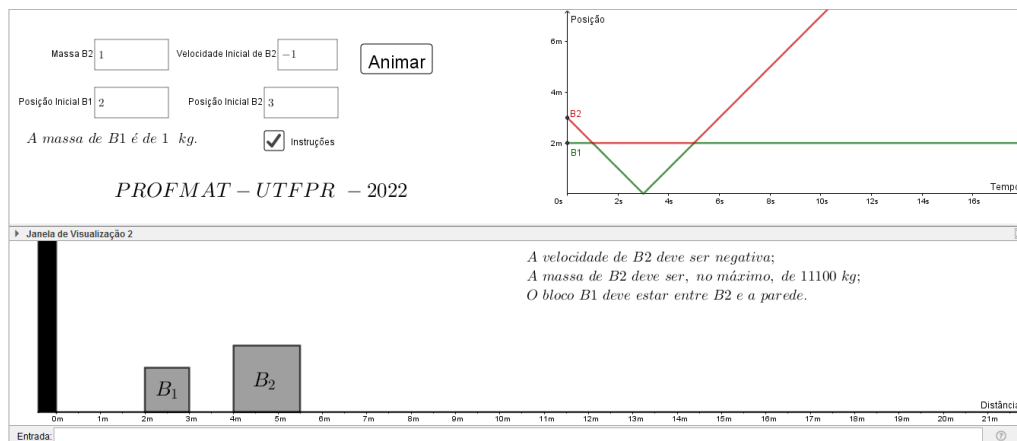 Massa B2 1 Velocidade Inicial de B2 −1 Animar
Posição Inicial B1 2 Posição Inicial B2 3
A massa de B1 é de 1 kg.
Instruções
PROFMAT − UTFPR − 2022
Posição
6m
4m
B2
2m
B1
Tempo
0s 2s 4s 6s 8s 10s 12s 14s 16s
Janela de Visualização 2
A velocidade de B2 deve ser negativa;
A massa de B2 deve ser, no máximo, de 11100 kg;
O bloco B1 deve estar entre B2 e a parede.
B1 B2
Distância
0m 1m 2m 3m 4m 5m 6m 7m 8m 9m 10m 11m 12m 13m 14m 15m 16m 17m 18m 19m 20m 21m
Entrada: